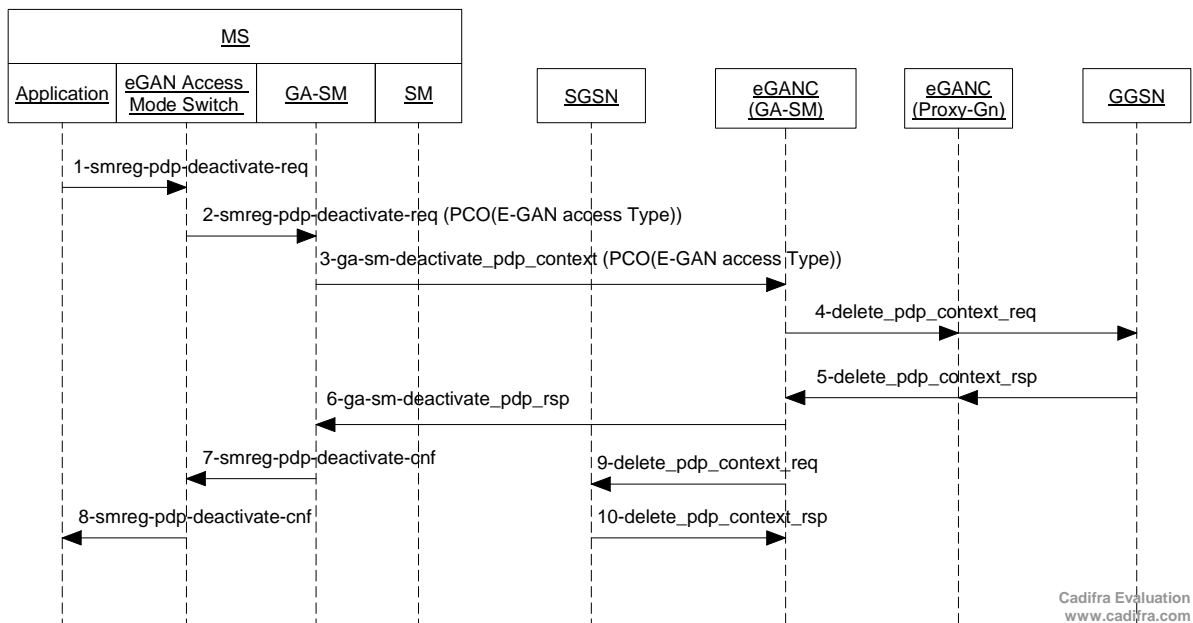 MS
Application
eGAN Access
Mode Switch
GA-SM
SM
SGSN
eGANC
(GA-SM)
eGANC
(Proxy-Gn)
GGSN
1-smreg-pdp-deactivate-req
2-smreg-pdp-deactivate-req (PCO(E-GAN access Type))
3-ga-sm-deactivate_pdp_context (PCO(E-GAN access Type))
4-delete_pdp_context_req
5-delete_pdp_context_rsp
6-ga-sm-deactivate_pdp_rsp
7-smreg-pdp-deactivate-cnf
9-delete_pdp_context_req
8-smreg-pdp-deactivate-cnf
10-delete_pdp_context_rsp
Cadifra Evaluation
www.cadifra.com